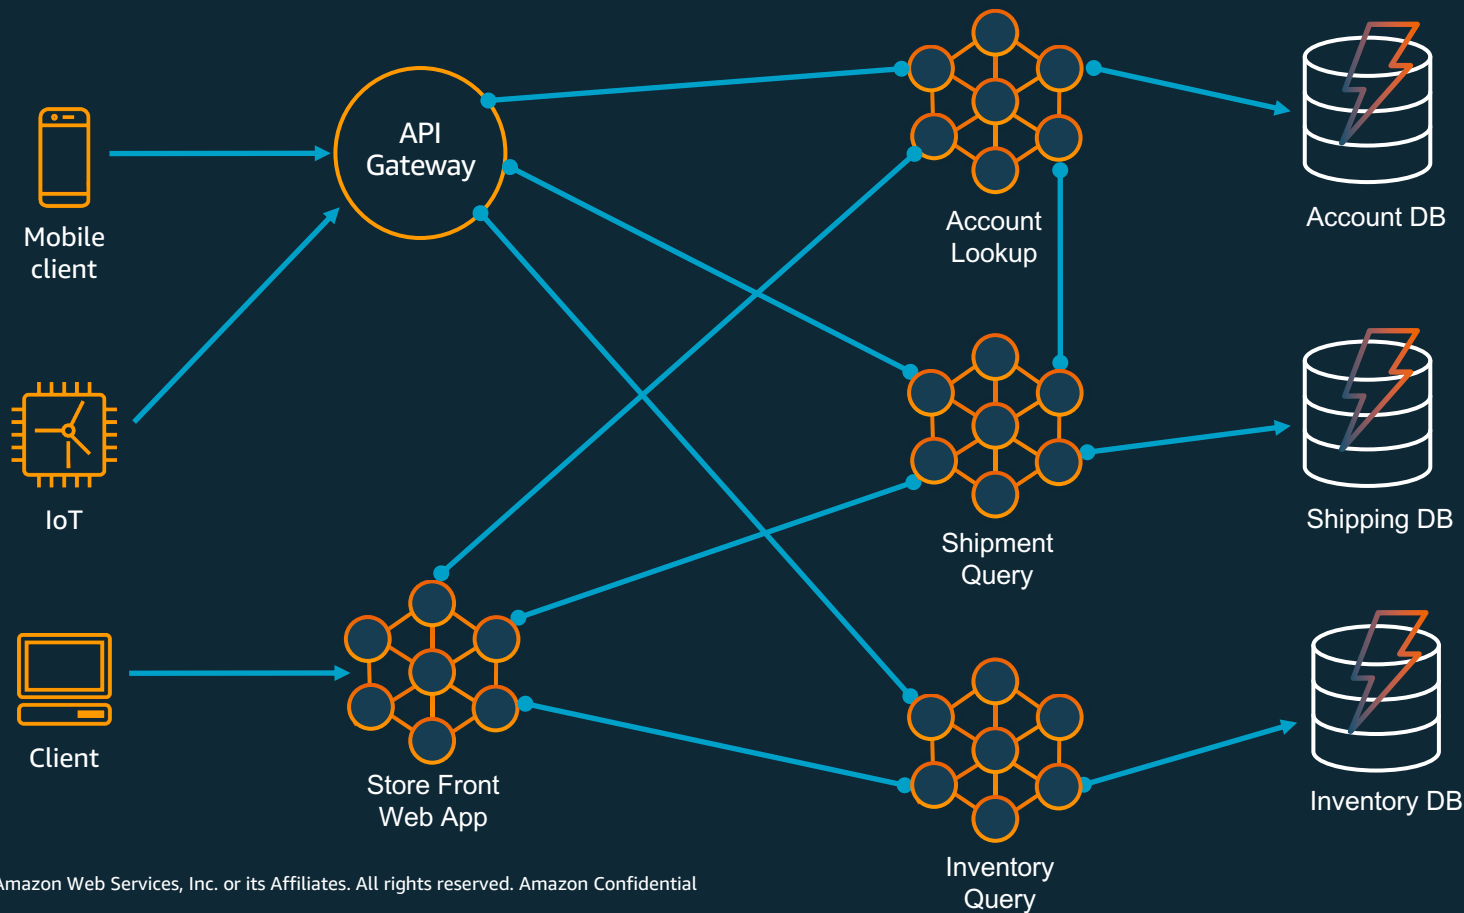 API
Gateway
Mobile
client
IoT
Client
Store Front
Web App
Account
Lookup
Shipment
Query
Inventory
Query
Account DB
Shipping DB
Inventory DB
Amazon Web Services, Inc. or its Affiliates. All rights reserved. Amazon Confidential